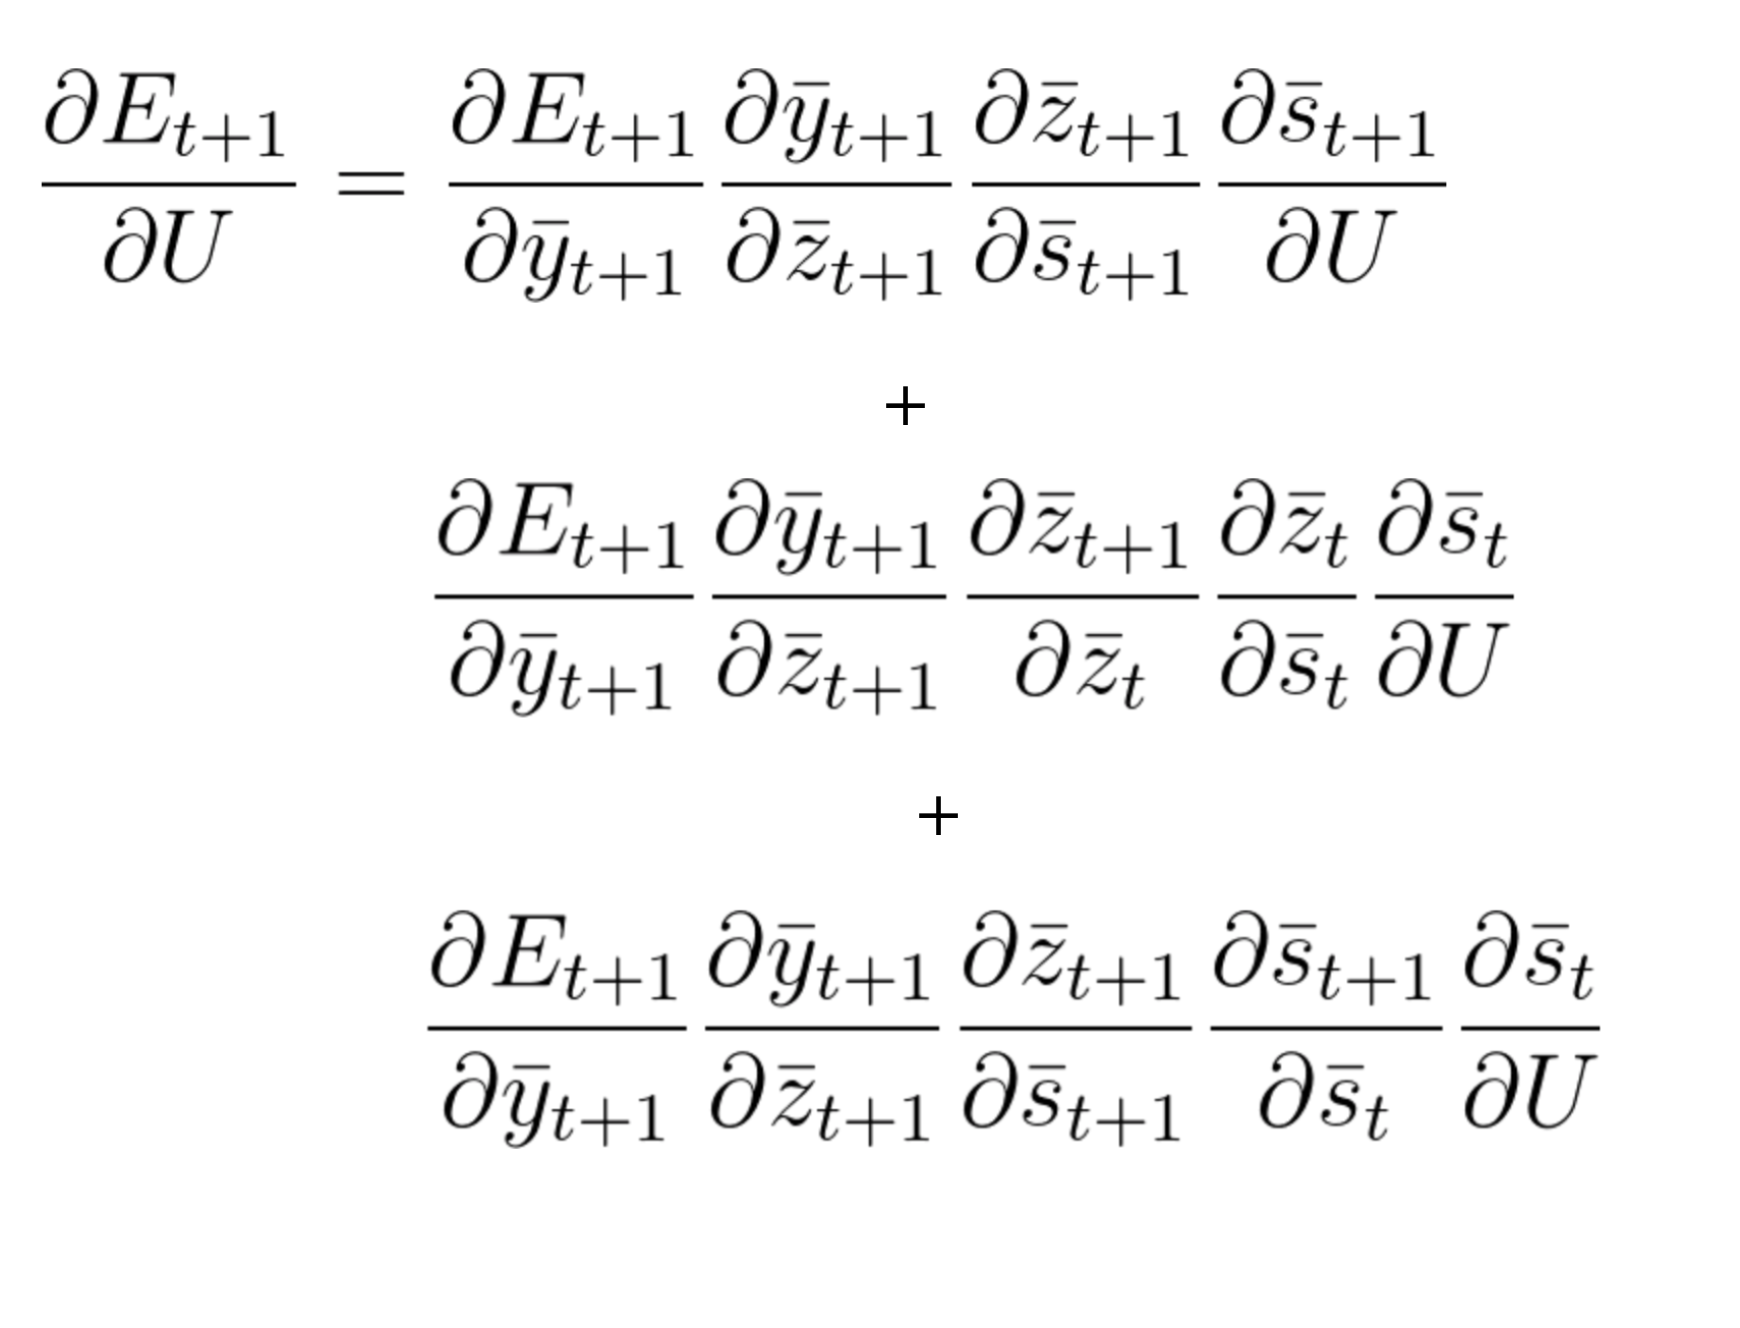 ∂E_{t+1}/∂U = ∂E_{t+1}/∂ȳ_{t+1} ∂ȳ_{t+1}/∂z̄_{t+1} ∂z̄_{t+1}/∂s̄_{t+1} ∂s̄_{t+1}/∂U
+
∂E_{t+1}/∂ȳ_{t+1} ∂ȳ_{t+1}/∂z̄_{t+1} ∂z̄_{t+1}/∂z̄_t ∂z̄_t/∂s̄_t ∂s̄_t/∂U
+
∂E_{t+1}/∂ȳ_{t+1} ∂ȳ_{t+1}/∂z̄_{t+1} ∂z̄_{t+1}/∂s̄_{t+1} ∂s̄_{t+1}/∂s̄_t ∂s̄_t/∂U